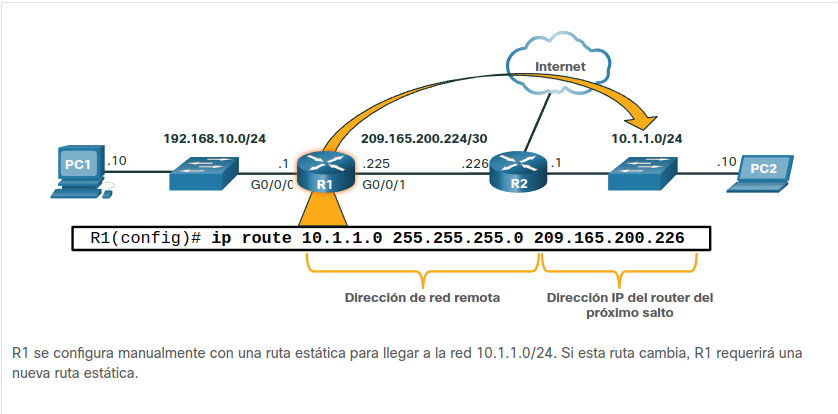 Internet
192.168.10.0/24
209.165.200.224/30
10.1.1.0/24
PC1
.10
.1
.225
.226
.1
.10
PC2
G0/0/0
R1
G0/0/1
R2
R1(config)# ip route 10.1.1.0 255.255.255.0 209.165.200.226
Dirección de red remota
Dirección IP del router del
próximo salto
R1 se configura manualmente con una ruta estática para llegar a la red 10.1.1.0/24. Si esta ruta cambia, R1 requerirá una
nueva ruta estática.